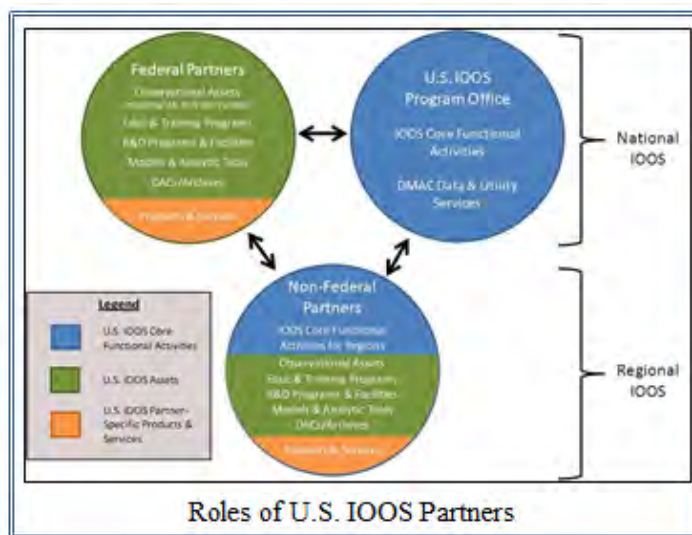 Federal Partners
Observational Assets
Educ & Training Programs
R&D Programs & Facilities
Models & Analytic Tools
DACs/Archives
Products & Services
U.S. IOOS
Program Office
IOOS Core Functional
Activities
DMAC Data & Utility
Services
National
IOOS
Non-Federal
Partners
IOOS Core Functional
Activities for Regions
Observational Assets
Educ & Training Programs
R&D Programs & Facilities
Models & Analytic Tools
DACs/Archives
Products & Services
Regional
IOOS
Legend
U.S. IOOS Core
Functional Activities
U.S. IOOS Assets
U.S. IOOS Partner-
Specific Products
& Services
Roles of U.S. IOOS Partners